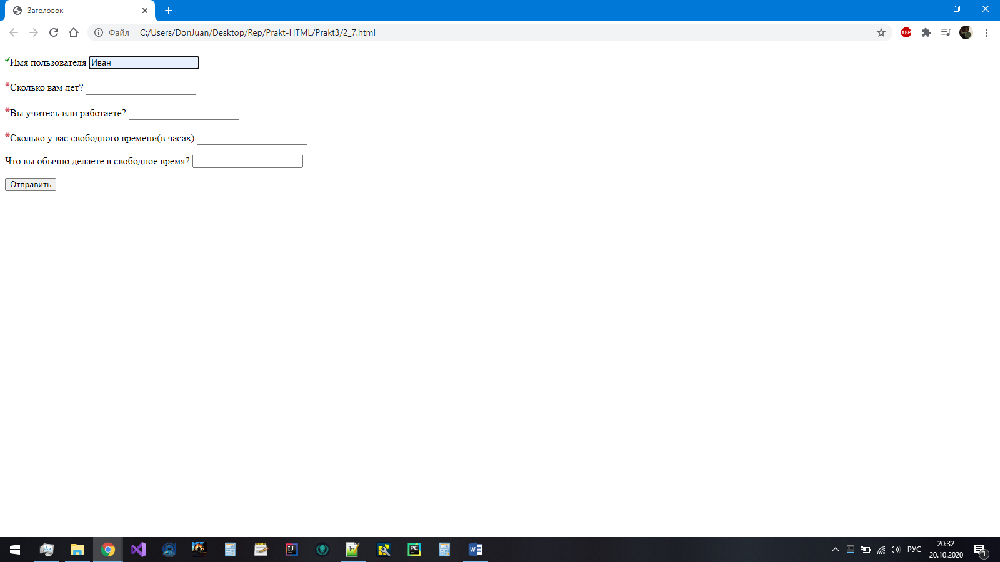 Заголовок
Файл C:/Users/DonJuan/Desktop/Rep/Prakt-HTML/Prakt3/2_7.html
ABP
Имя пользователя Иван
*Сколько вам лет?
*Вы учитесь или работаете?
*Сколько у вас свободного времени(в часах)
Что вы обычно делаете в свободное время?
Отправить
IJ
PC
РУС
20:32
20.10.2020
1